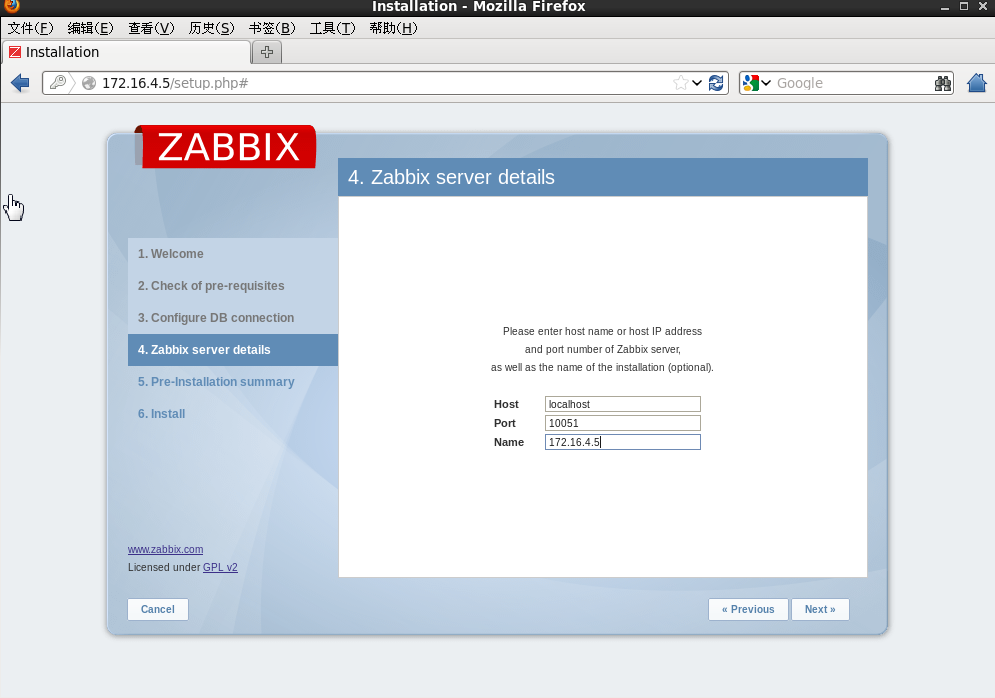 Installation - Mozilla Firefox
文件(F) 编辑(E) 查看(V) 历史(S) 书签(B) 工具(T) 帮助(H)
Installation
172.16.4.5/setup.php#
Google
ZABBIX
4. Zabbix server details
1. Welcome
2. Check of pre-requisites
3. Configure DB connection
4. Zabbix server details
5. Pre-Installation summary
6. Install
Please enter host name or host IP address
and port number of Zabbix server,
as well as the name of the installation (optional).
Host localhost
Port 10051
Name 172.16.4.5
www.zabbix.com
Licensed under GPL v2
Cancel
« Previous
Next »